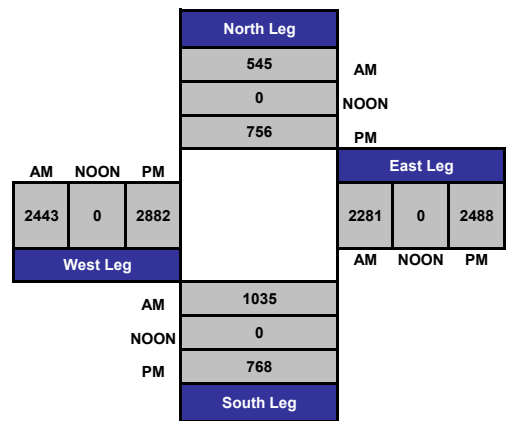 North Leg
545 AM
0 NOON
756 PM
AM NOON PM
East Leg
2443 0 2882
2281 0 2488
West Leg
AM NOON PM
AM 1035
NOON 0
PM 768
South Leg